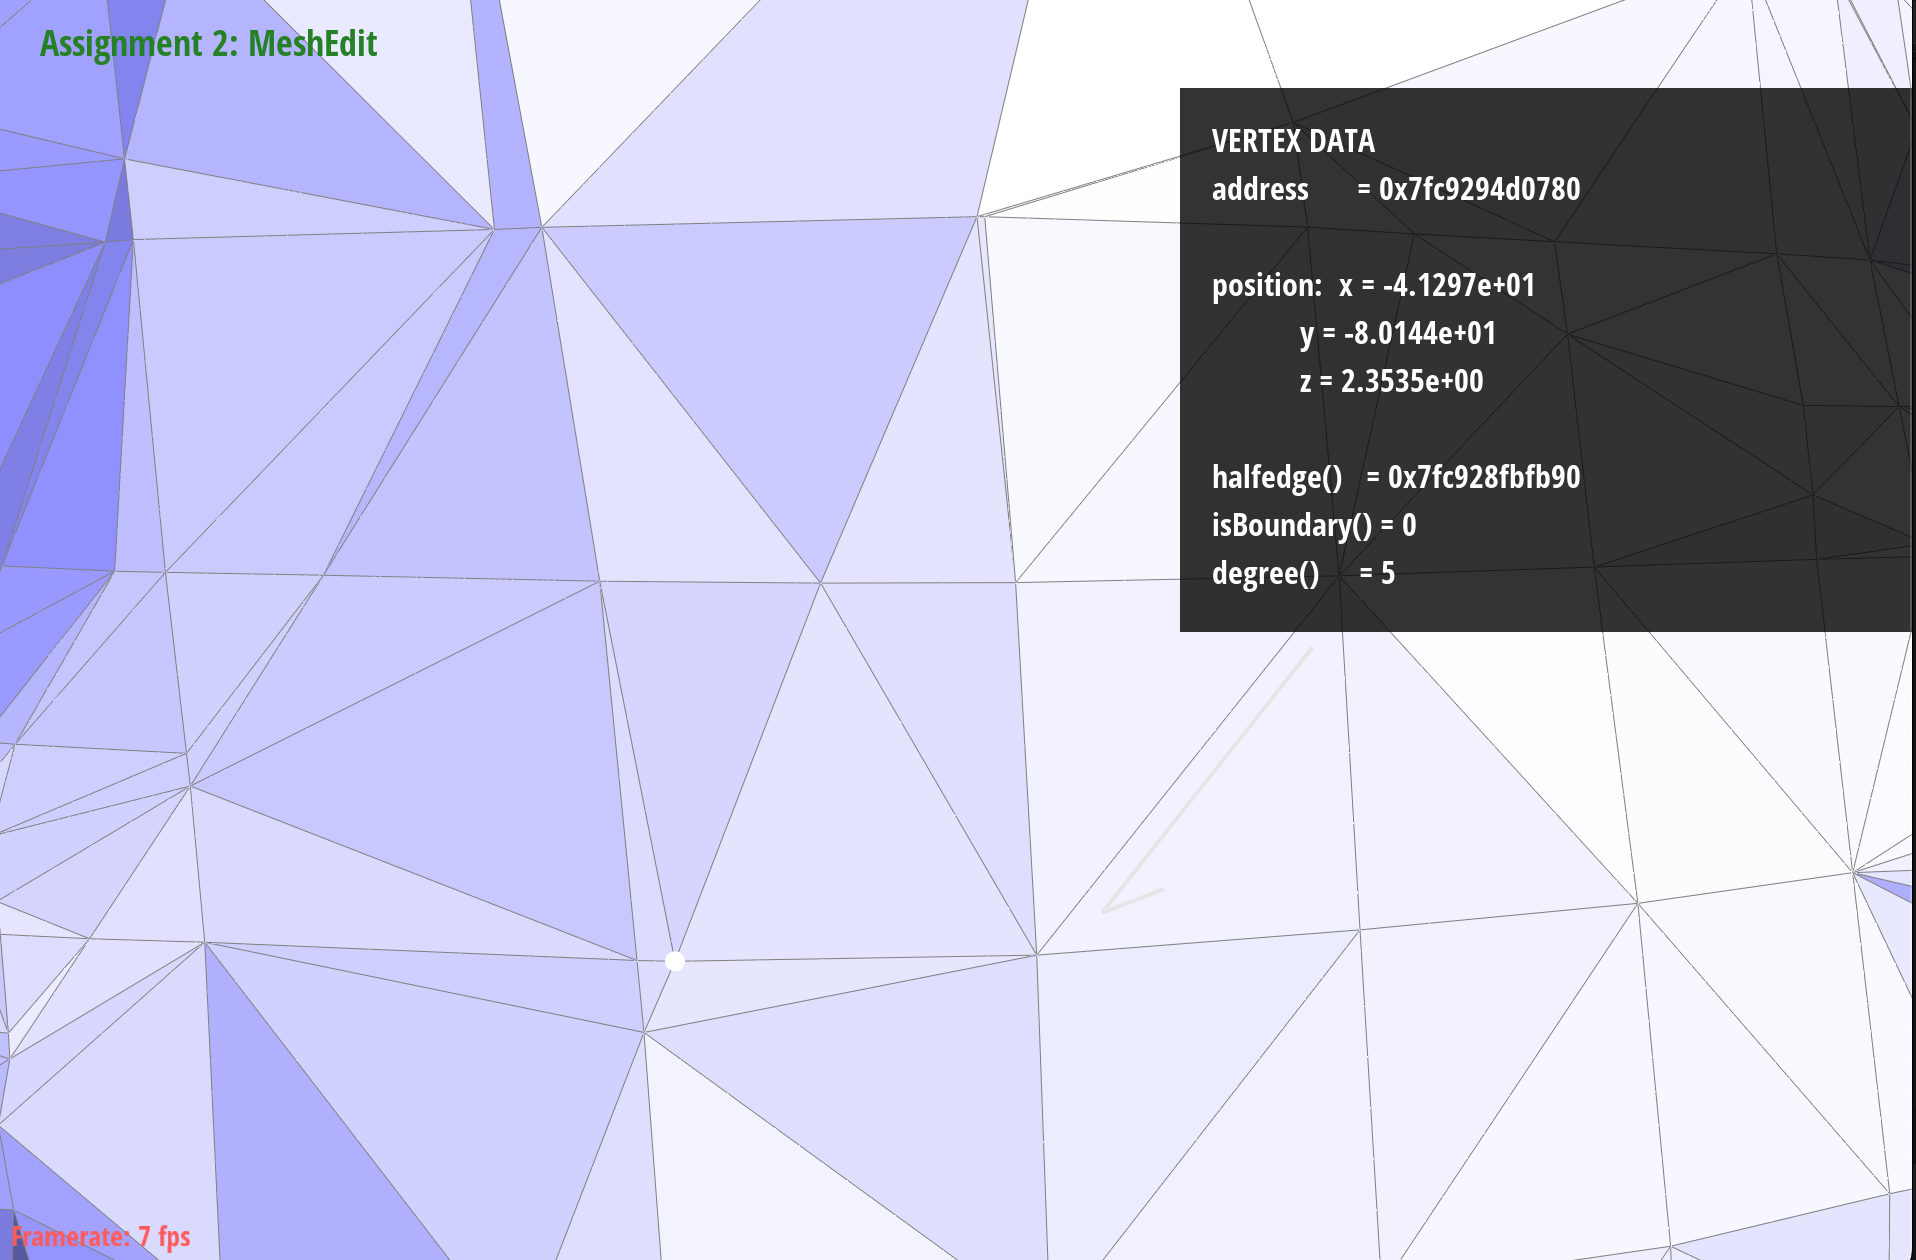 Assignment 2: MeshEdit
VERTEX DATA
address = 0x7fc9294d0780
position: x = -4.1297e+01
y = -8.0144e+01
z = 2.3535e+00
halfedge() = 0x7fc928fbfb90
isBoundary() = 0
degree() = 5
Framerate: 7 fps